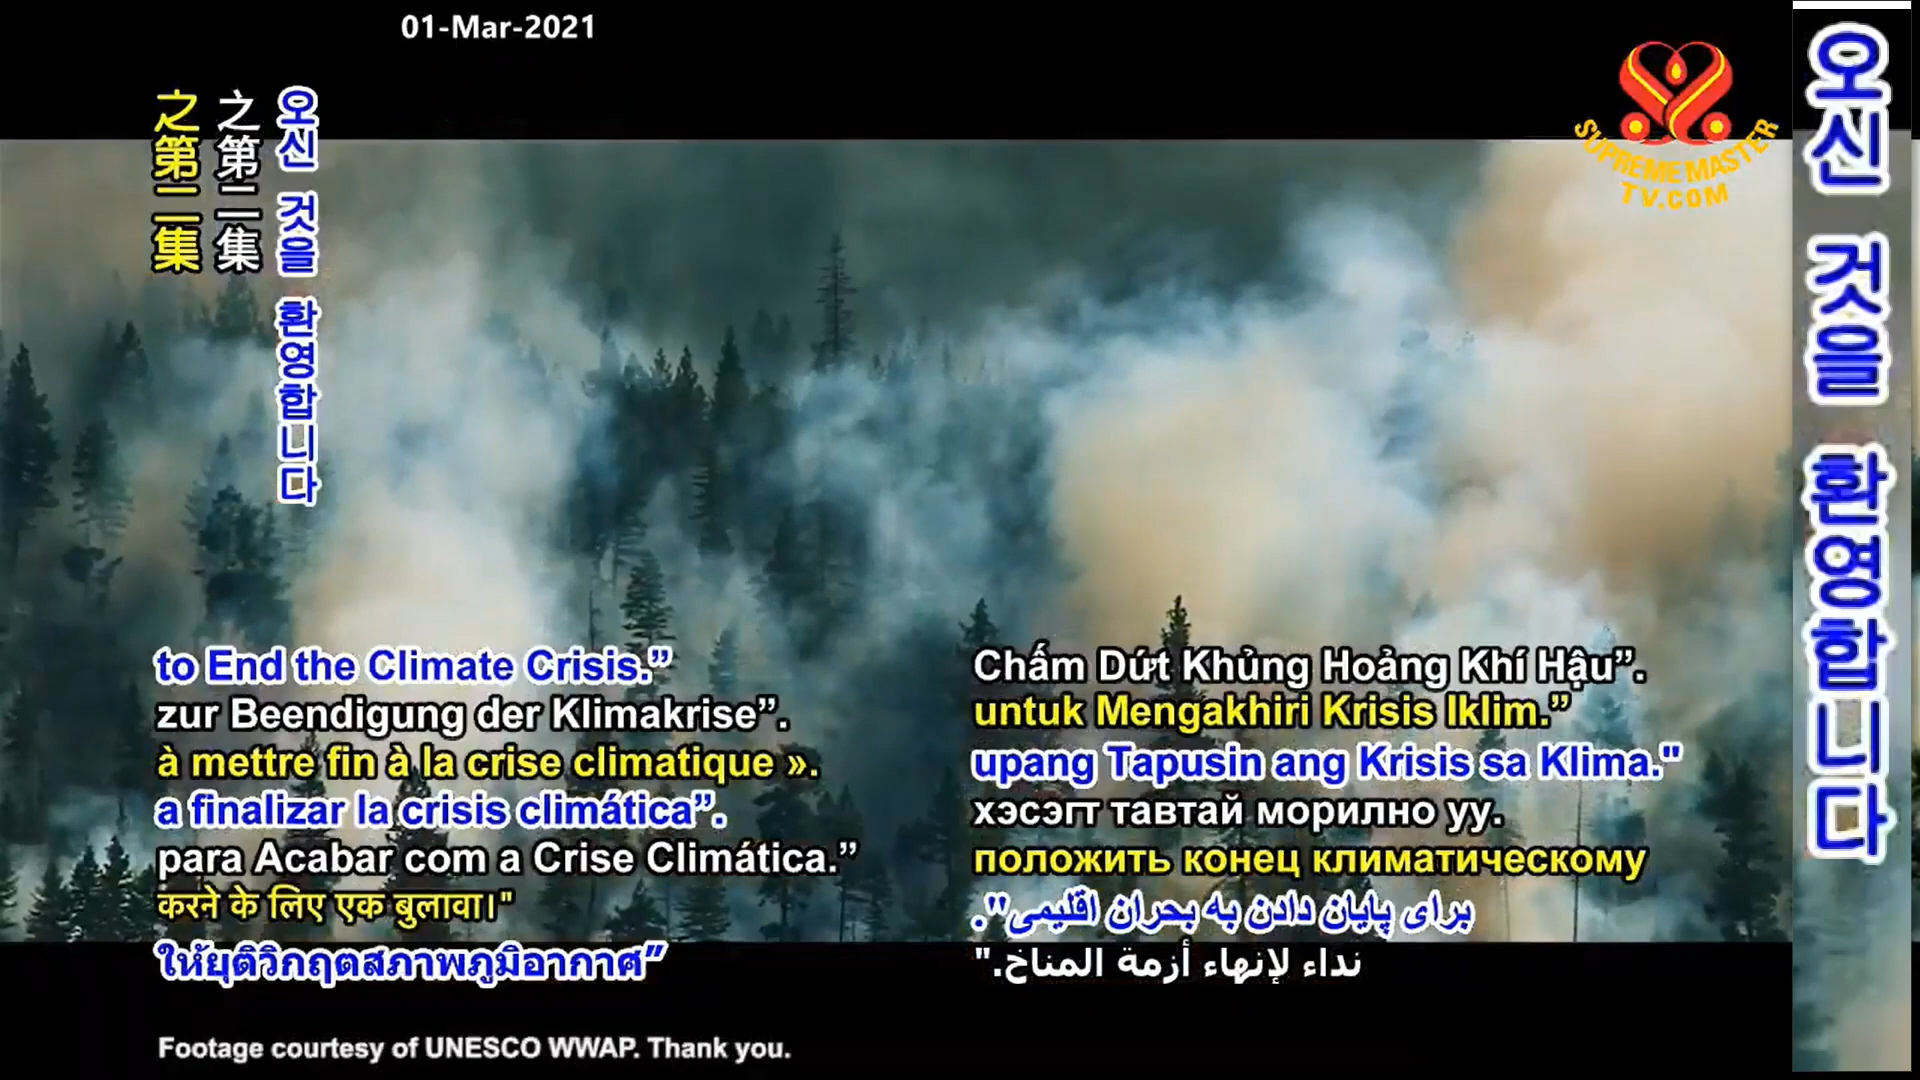 01-Mar-2021
SUPREME MASTER
TV.COM
之第二集
之第二集
오신 것을 환영합니다
오신 것을 환영합니다
to End the Climate Crisis.”
zur Beendigung der Klimakrise”.
à mettre fin à la crise climatique ».
a finalizar la crisis climática”.
para Acabar com a Crise Climática.”
करने के लिए एक बुलावा।"
ให้ยุติวิกฤตสภาพภูมิอากาศ”
Chấm Dứt Khủng Hoảng Khí Hậu”.
untuk Mengakhiri Krisis Iklim.”
upang Tapusin ang Krisis sa Klima."
хэсэгт тавтай морилно уу.
положить конец климатическому
برای پایان دادن به بحران اقلیمی".
نداء لإنهاء أزمة المناخ."
Footage courtesy of UNESCO WWAP. Thank you.